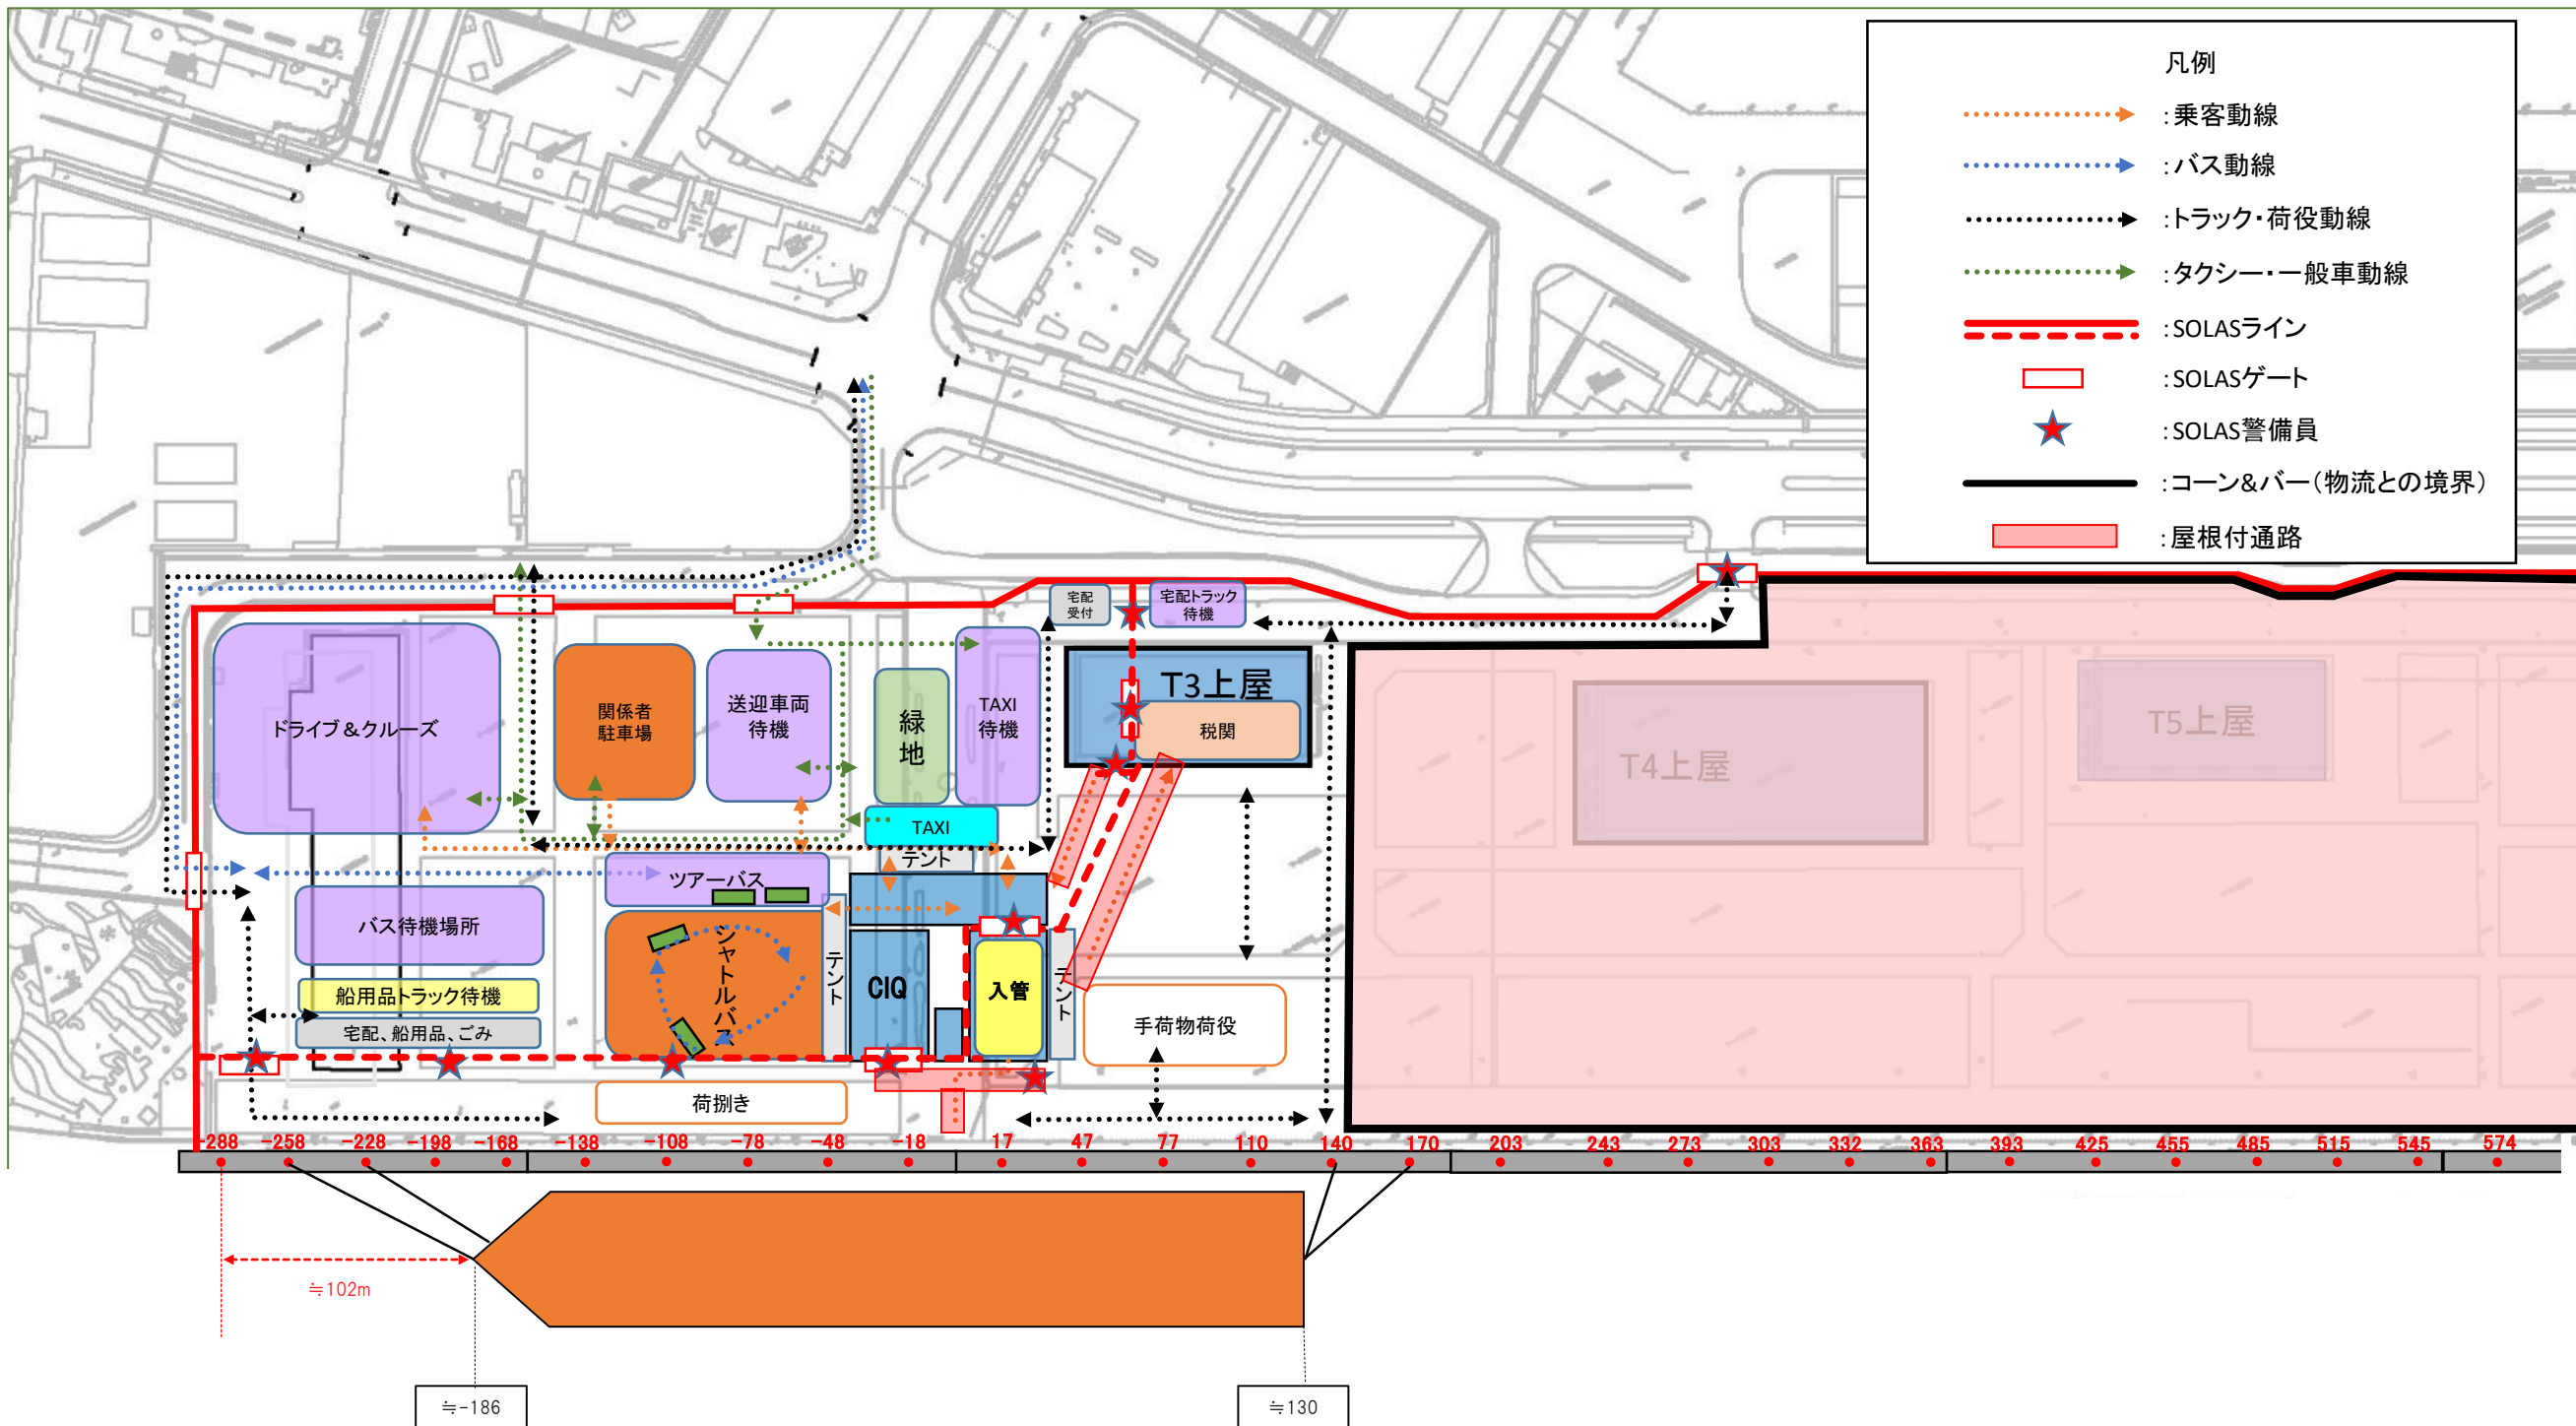 凡例
：乗客動線
：バス動線
：トラック・荷役動線
：タクシー・一般車動線
：SOLASライン
：SOLASゲート
：SOLAS警備員
：コーン&バー（物流との境界）
：屋根付通路
宅配
受付
宅配トラック
待機
ドライブ＆クルーズ
関係者
駐車場
送迎車両
待機
緑
地
TAXI
待機
T3上屋
税関
T4上屋
T5上屋
TAXI
テント
ツアーバス
バス待機場所
シャトルバス
テント
CIQ
入管
テント
手荷物荷役
船用品トラック待機
宅配、船用品、ごみ
荷捌き
-288 -258 -228 -198 -168 -138 -108 -78 -48 -18 17 47 77 110 140 170 203 243 273 303 332 363 393 425 455 485 515 545 574
≒102m
≒-186
≒130